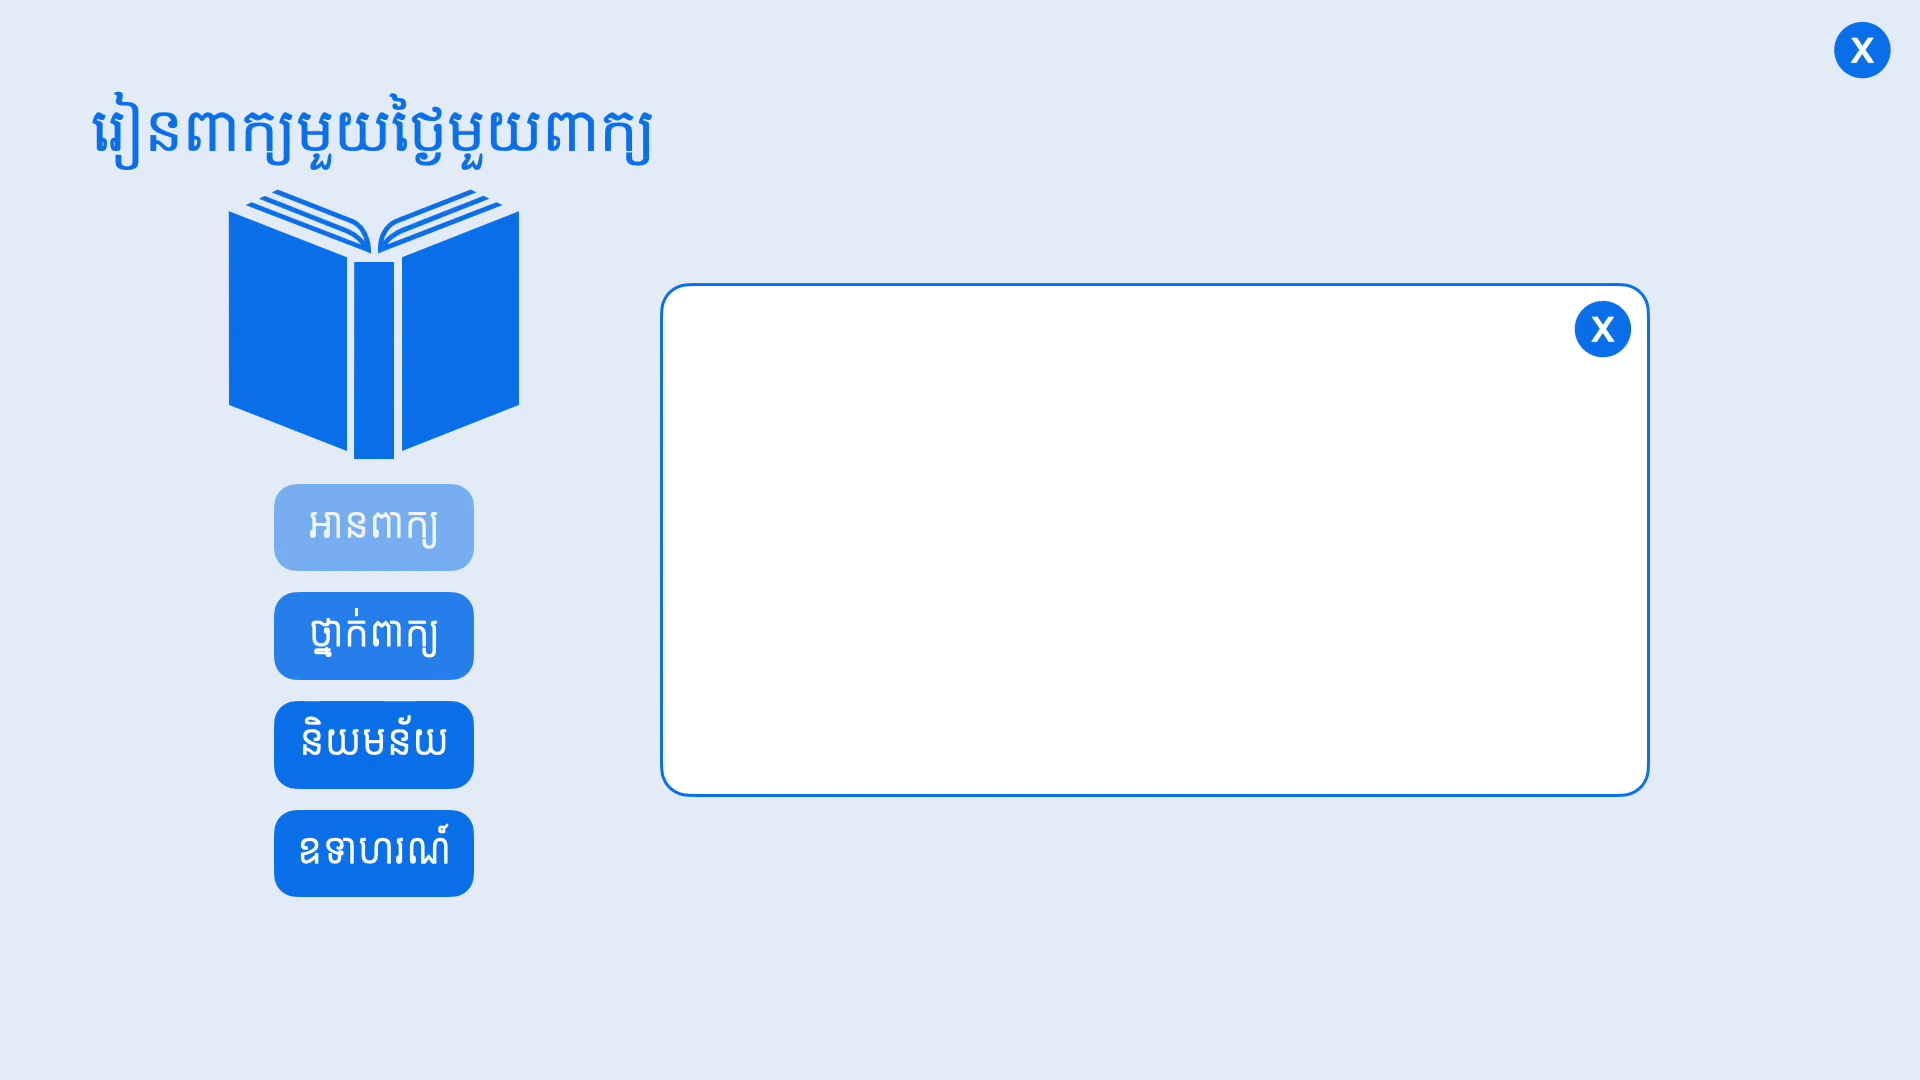 X
រៀនពាក្យមួយថ្ងៃមួយពាក្យ
X
អានពាក្យ
ថ្នាក់ពាក្យ
និយមន័យ
ឧទាហរណ៍